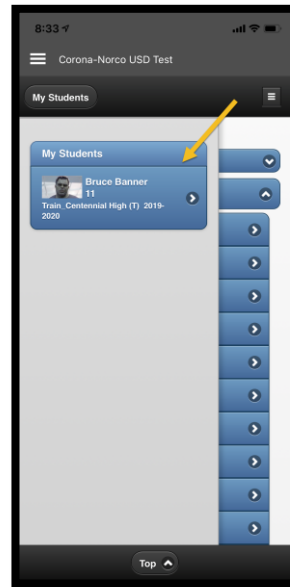 8:33
Corona-Norco USD Test
My Students
My Students
Bruce Banner
11
Train_Centennial High (T) 2019-
2020
Top